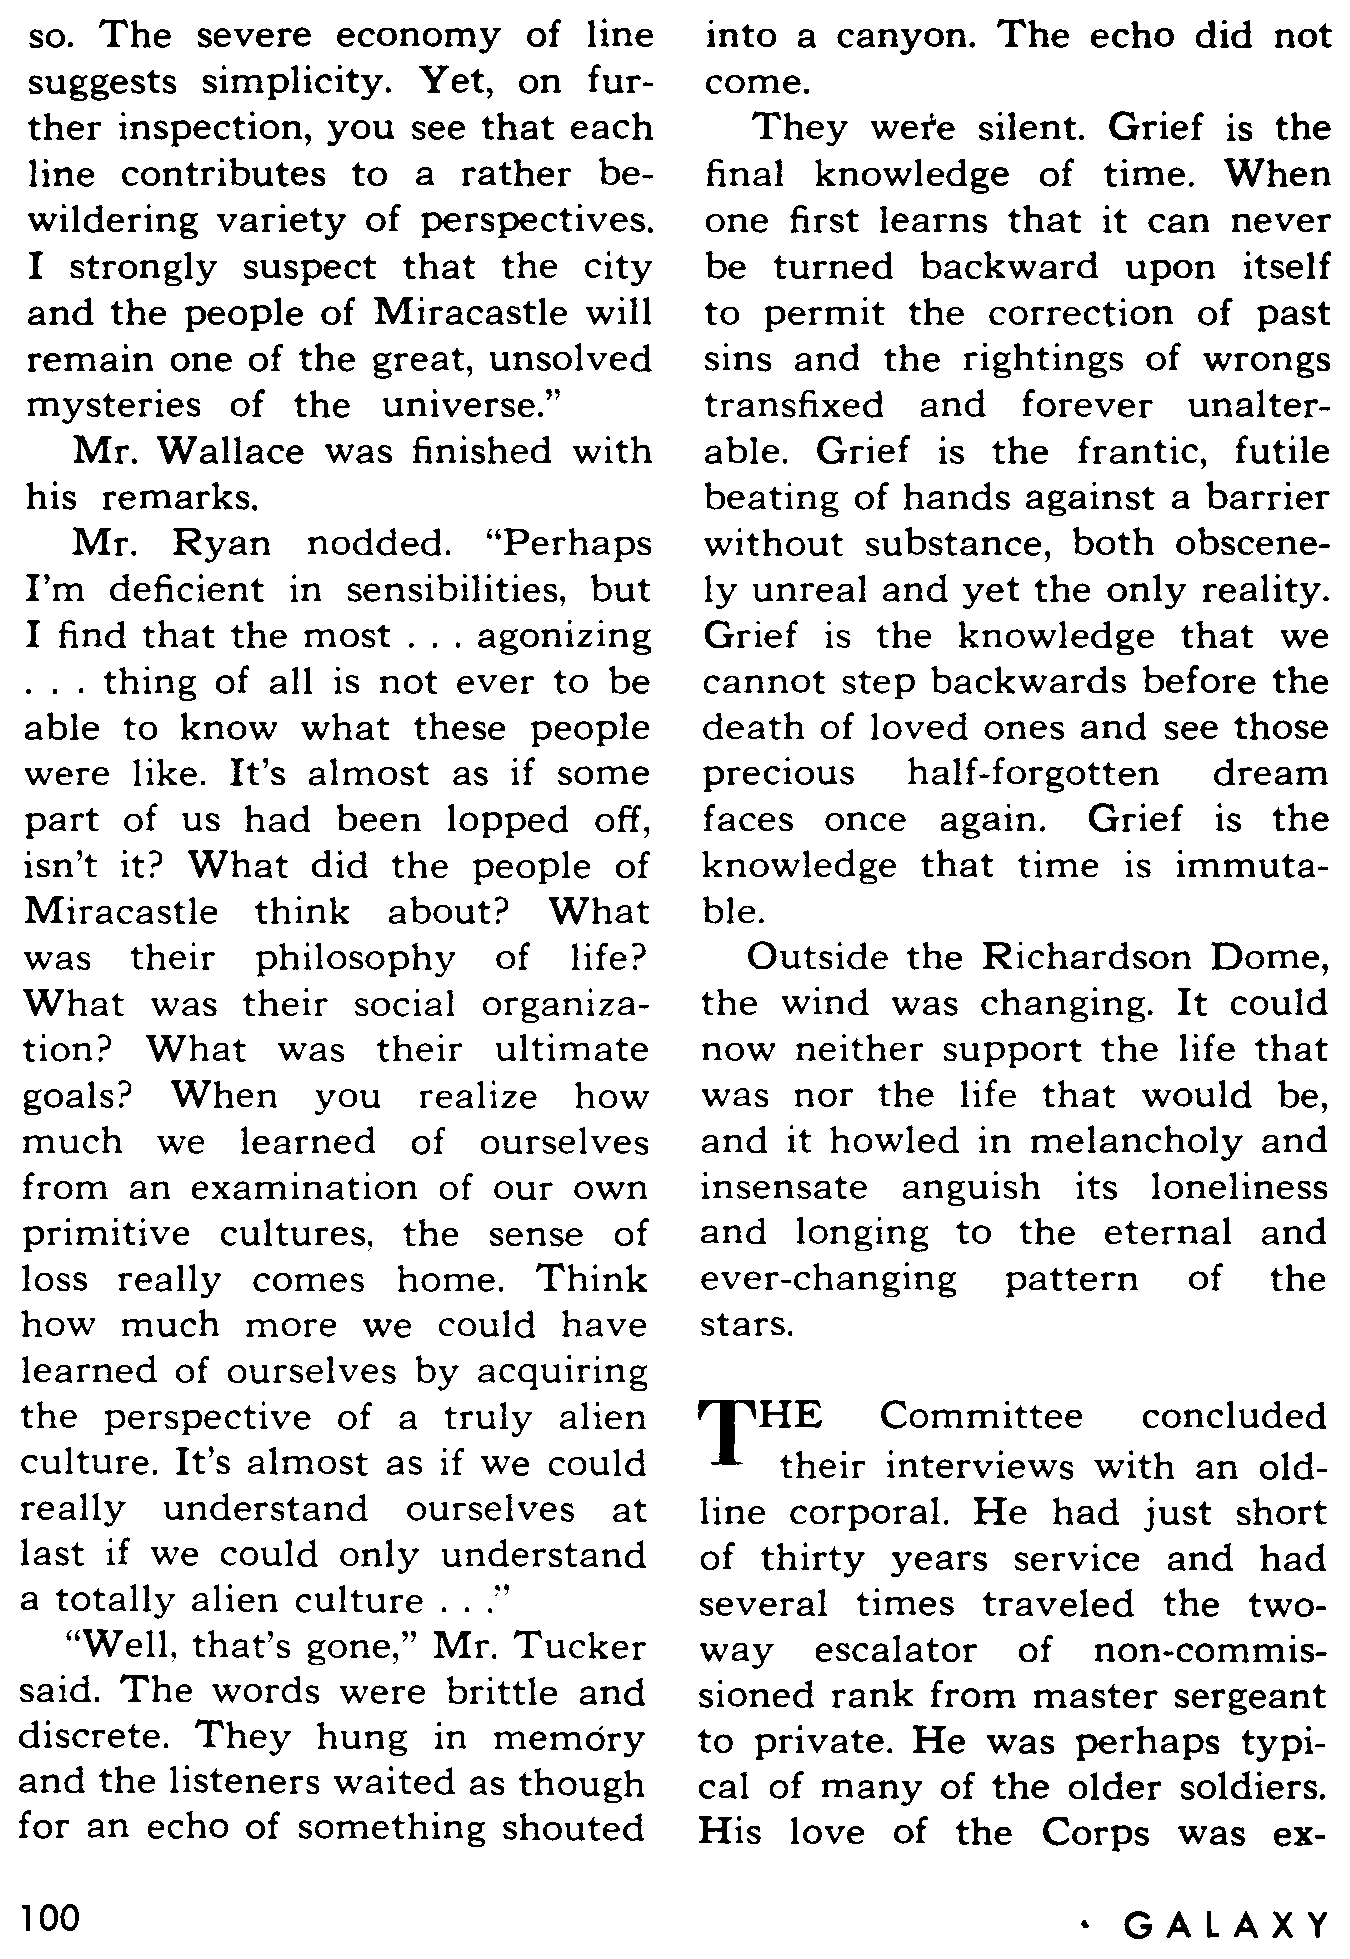 so. The severe economy of line
suggests simplicity. Yet, on fur-
ther inspection, you see that each
line contributes to a rather be-
wildering variety of perspectives.
I strongly suspect that the city
and the people of Miracastle will
remain one of the great, unsolved
mysteries of the universe.”
Mr. Wallace was finished with
his remarks.
Mr. Ryan nodded. “Perhaps
I’m deficient in sensibilities, but
I find that the most . . . agonizing
. . . thing of all is not ever to be
able to know what these people
were like. It’s almost as if some
part of us had been lopped off,
isn’t it? What did the people of
Miracastle think about? What
was their philosophy of life?
What was their social organiza-
tion? What was their ultimate
goals? When you realize how
much we learned of ourselves
from an examination of our own
primitive cultures, the sense of
loss really comes home. Think
how much more we could have
learned of ourselves by acquiring
the perspective of a truly alien
culture. It’s almost as if we could
really understand ourselves at
last if we could only understand
a totally alien culture . . .”
“Well, that’s gone,” Mr. Tucker
said. The words were brittle and
discrete. They hung in memory
and the listeners waited as though
for an echo of something shouted
into a canyon. The echo did not
come.
They were silent. Grief is the
final knowledge of time. When
one first learns that it can never
be turned backward upon itself
to permit the correction of past
sins and the rightings of wrongs
transfixed and forever unalter-
able. Grief is the frantic, futile
beating of hands against a barrier
without substance, both obscene-
ly unreal and yet the only reality.
Grief is the knowledge that we
cannot step backwards before the
death of loved ones and see those
precious half-forgotten dream
faces once again. Grief is the
knowledge that time is immuta-
ble.
Outside the Richardson Dome,
the wind was changing. It could
now neither support the life that
was nor the life that would be,
and it howled in melancholy and
insensate anguish its loneliness
and longing to the eternal and
ever-changing pattern of the
stars.
THE Committee concluded
their interviews with an old-
line corporal. He had just short
of thirty years service and had
several times traveled the two-
way escalator of non-commis-
sioned rank from master sergeant
to private. He was perhaps typi-
cal of many of the older soldiers.
His love of the Corps was ex-
100
GALAXY